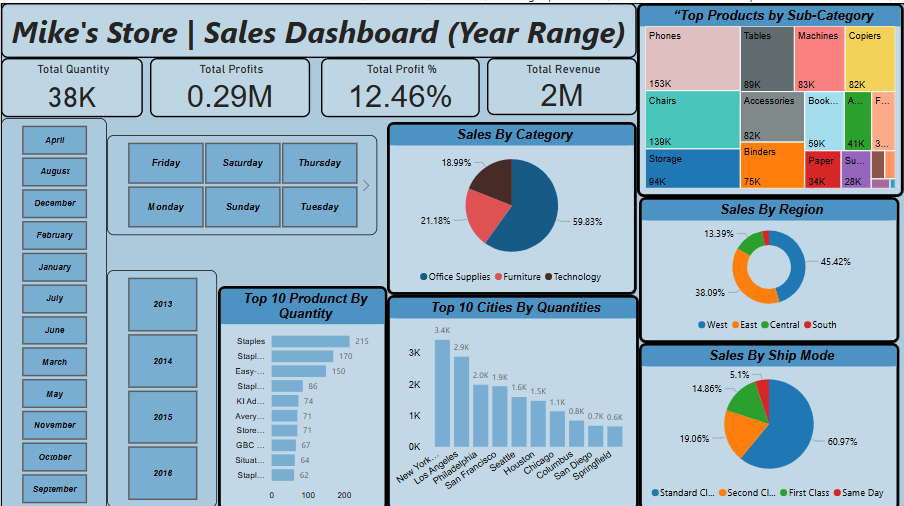 Mike's Store | Sales Dashboard (Year Range)
Total Quantity
38K
Total Profits
0.29M
Total Profit %
12.46%
Total Revenue
2M
April
August
December
February
January
July
June
March
May
November
October
September
Friday
Saturday
Thursday
Monday
Sunday
Tuesday
2013
2014
2015
2016
Top 10 Produnct By
Quantity
Staples
215
Stapl...
170
Easy-...
150
Stapl...
86
KI Ad...
74
Avery...
71
Store...
71
GBC ...
67
Situat...
64
Stapl...
62
0
100
200
Sales By Category
18.99%
21.18%
59.83%
Office Supplies
Furniture
Technology
Top 10 Cities By Quantities
3K
2K
1K
0K
3.4K
2.9K
2.0K
1.9K
1.6K
1.5K
1.1K
0.8K
0.7K
0.6K
New York...
Los Angeles
Philadelphia
San Francisco
Seattle
Houston
Chicago
Columbus
San Diego
Springfield
“Top Products by Sub-Category
Phones
153K
Chairs
139K
Storage
94K
Tables
89K
Accessories
82K
Binders
75K
Machines
83K
Copiers
82K
Book...
59K
A...
41K
F...
3...
Paper
34K
Su...
28K
Sales By Region
13.39%
45.42%
38.09%
West
East
Central
South
Sales By Ship Mode
5.1%
14.86%
19.06%
60.97%
Standard Cl...
Second Cl...
First Class
Same Day